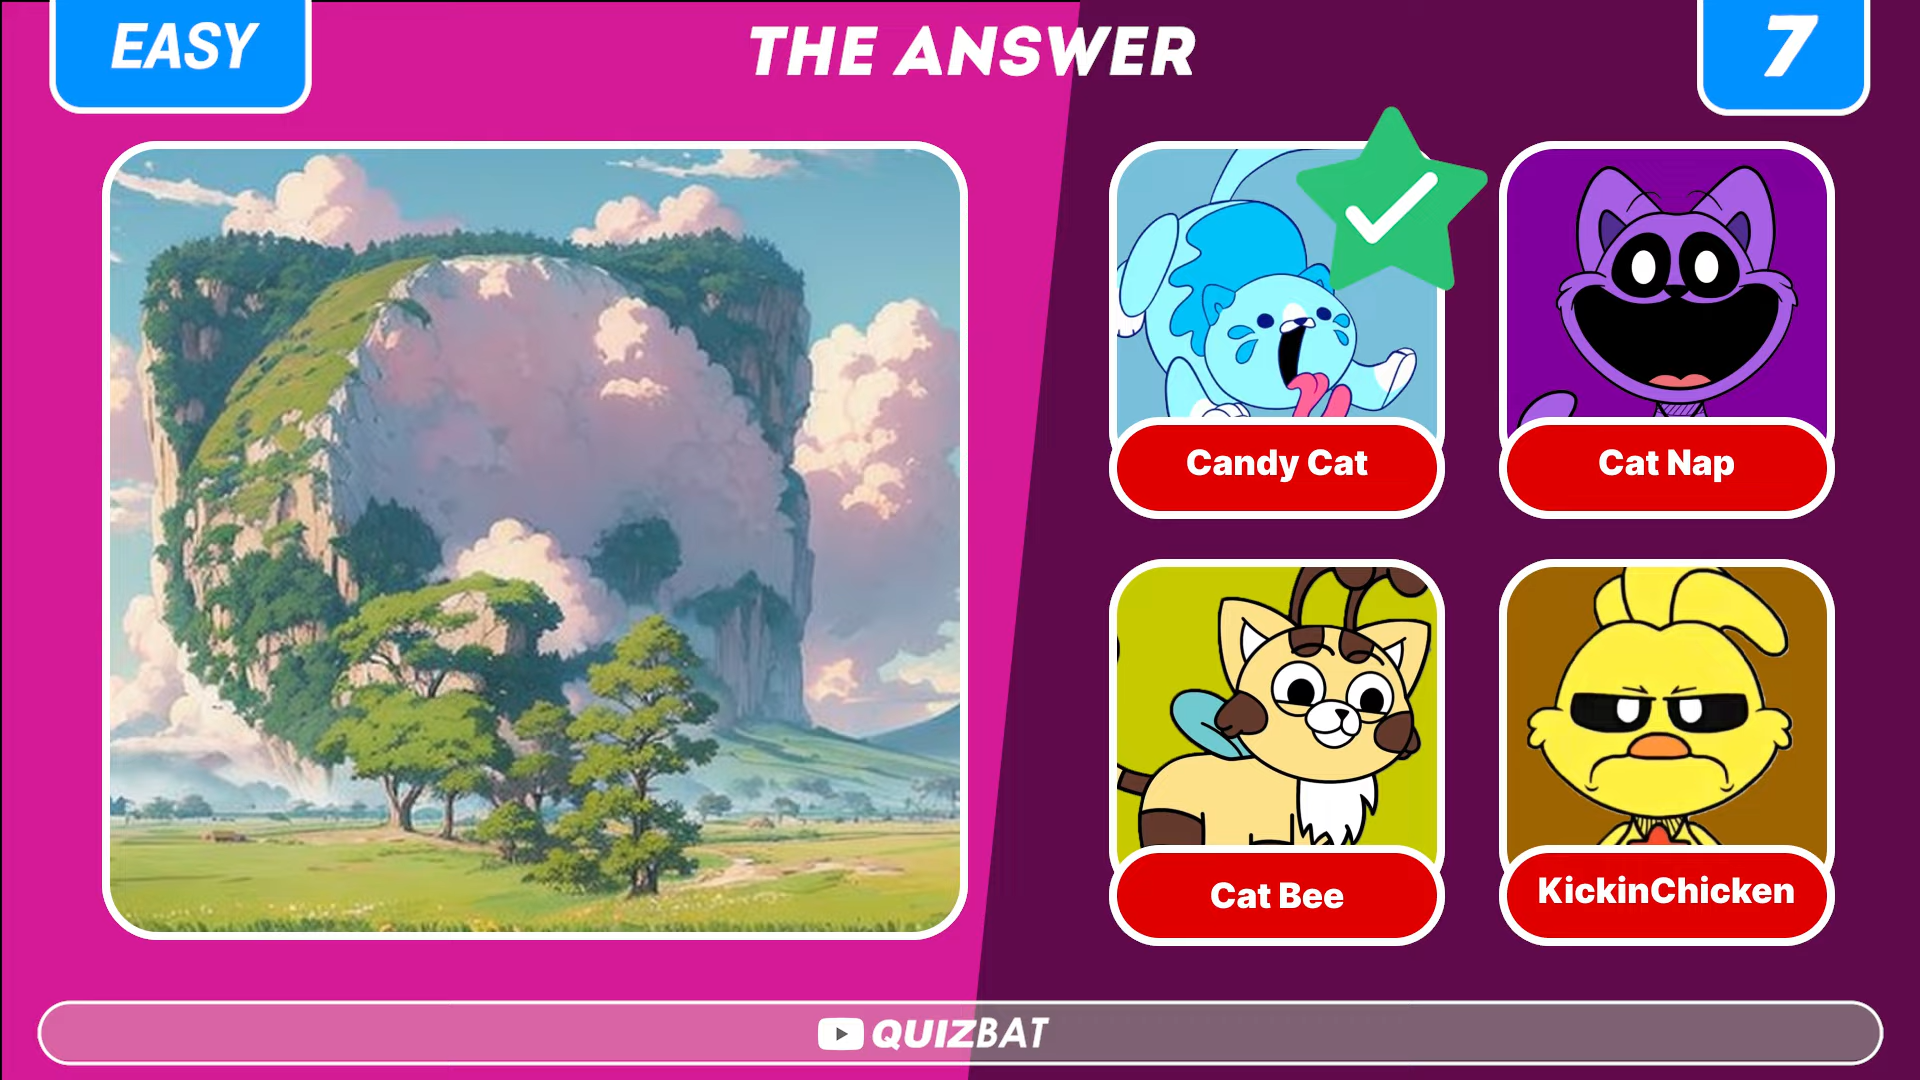 EASY
THE ANSWER
7
Candy Cat
Cat Nap
Cat Bee
KickinChicken
QUIZBAT